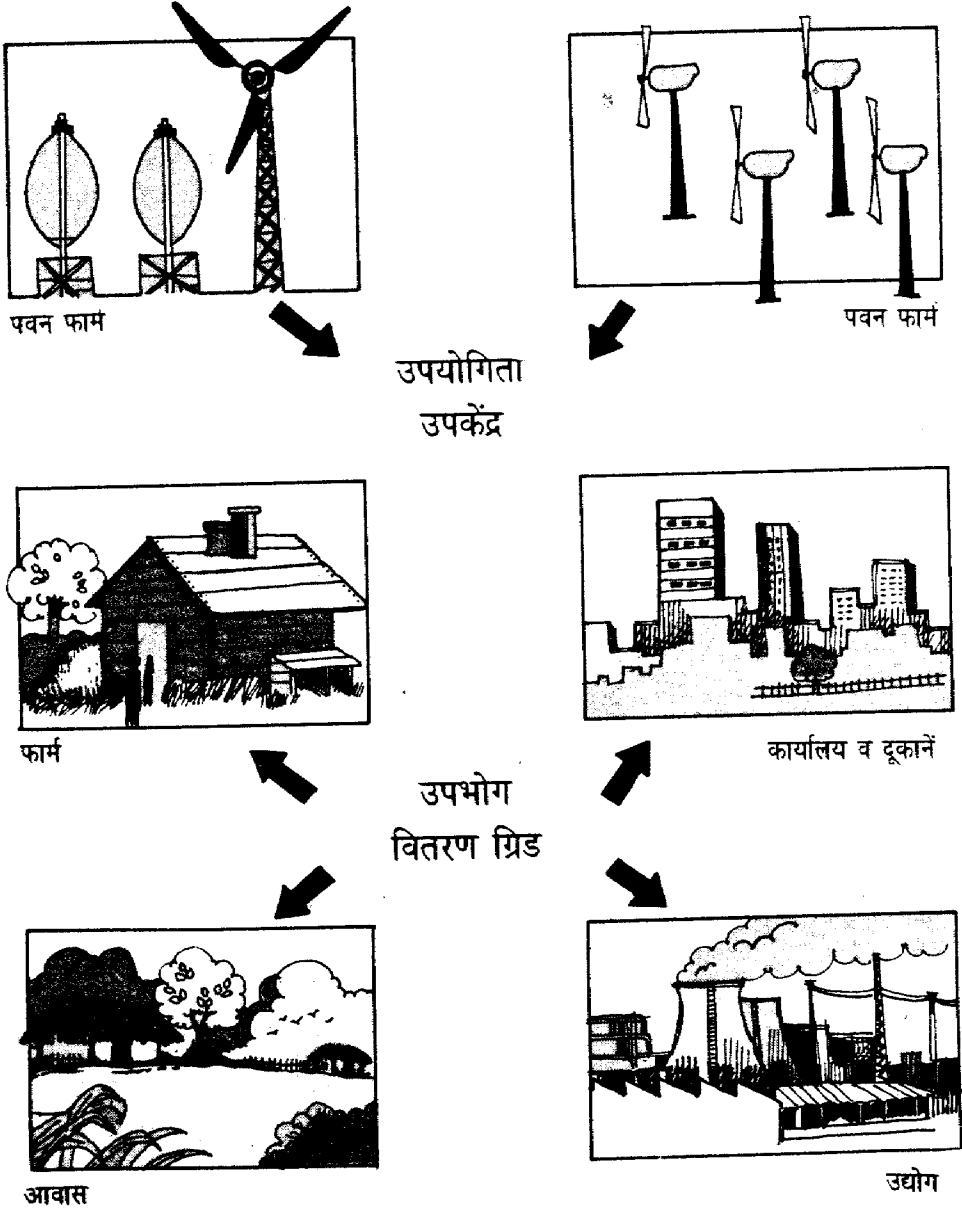 पवन फार्म
पवन फार्म
उपयोगिता
उपकेंद्र
फार्म
कार्यालय व दूकानें
उपभोग
वितरण ग्रिड
आवास
उद्योग